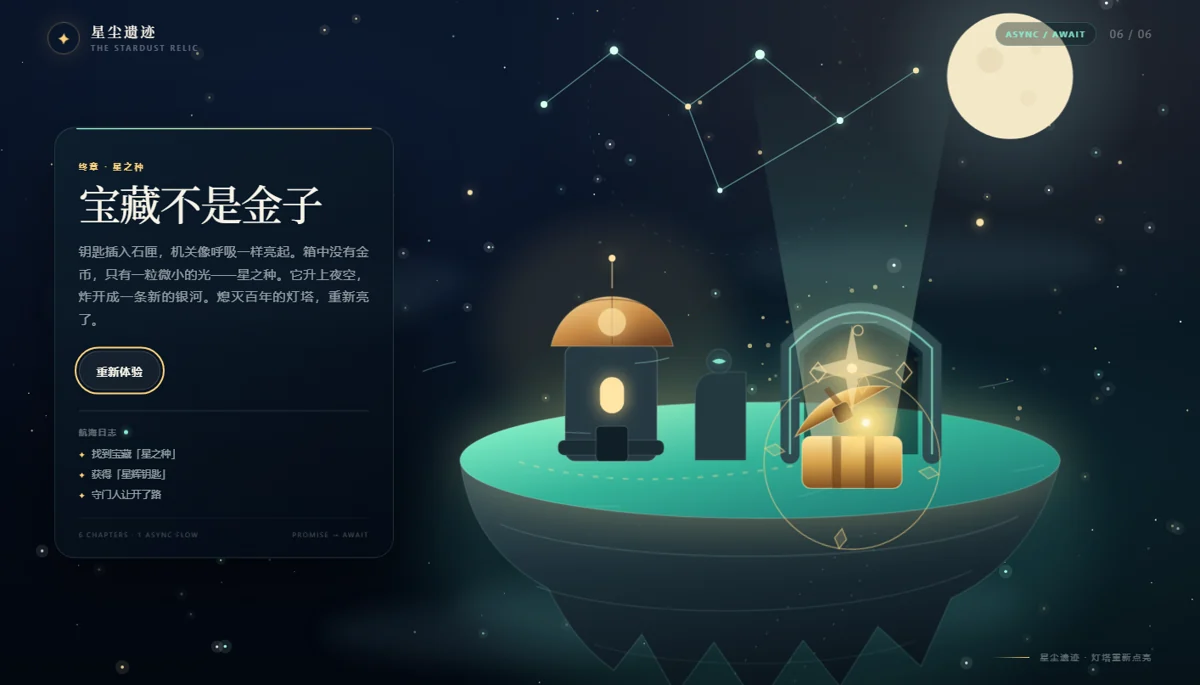 星尘遗迹
THE STARDUST RELIC
ASYNC / AWAIT
06 / 06
终章 · 星之种
宝藏不是金子
钥匙插入石匣，机关像呼吸一样亮起。箱中没有金
币，只有一粒微小的光——星之种。它升上夜空，
炸开成一条新的银河。熄灭百年的灯塔，重新亮
了。
重新体验
航海日志
找到宝藏「星之种」
获得「星辉钥匙」
守门人让开了路
6 CHAPTERS · 1 ASYNC FLOW
PROMISE → AWAIT
星尘遗迹 · 灯塔重新点亮